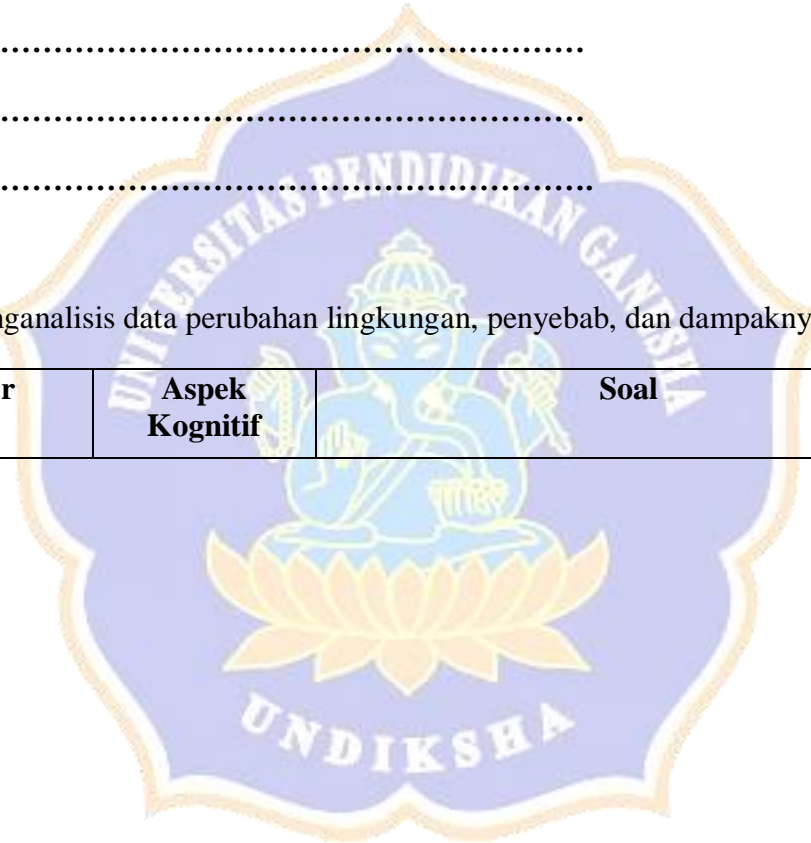 ………………………………………………………
………………………………………………………
……………………………………………………….
UNIVERSITAS PENDIDIKAN GANESHA
nganalisis data perubahan lingkungan, penyebab, dan dampakny
r Aspek Kognitif Soal
UNDIKSHA